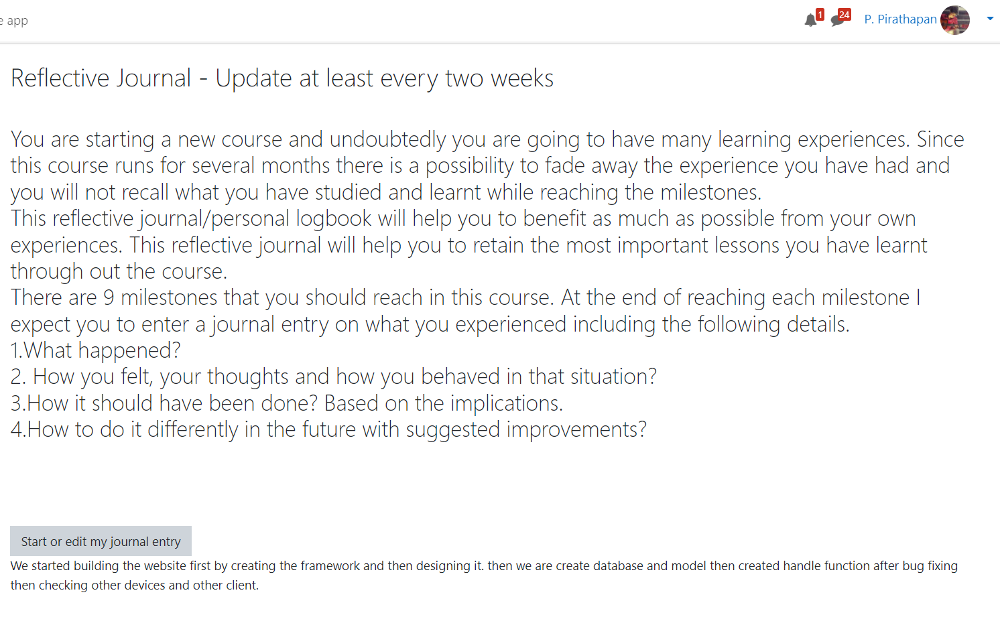 e app
1
24
P. Pirathapan
Reflective Journal - Update at least every two weeks
You are starting a new course and undoubtedly you are going to have many learning experiences. Since
this course runs for several months there is a possibility to fade away the experience you have had and
you will not recall what you have studied and learnt while reaching the milestones.
This reflective journal/personal logbook will help you to benefit as much as possible from your own
experiences. This reflective journal will help you to retain the most important lessons you have learnt
through out the course.
There are 9 milestones that you should reach in this course. At the end of reaching each milestone I
expect you to enter a journal entry on what you experienced including the following details.
1.What happened?
2. How you felt, your thoughts and how you behaved in that situation?
3.How it should have been done? Based on the implications.
4.How to do it differently in the future with suggested improvements?
Start or edit my journal entry
We started building the website first by creating the framework and then designing it. then we are create database and model then created handle function after bug fixing
then checking other devices and other client.